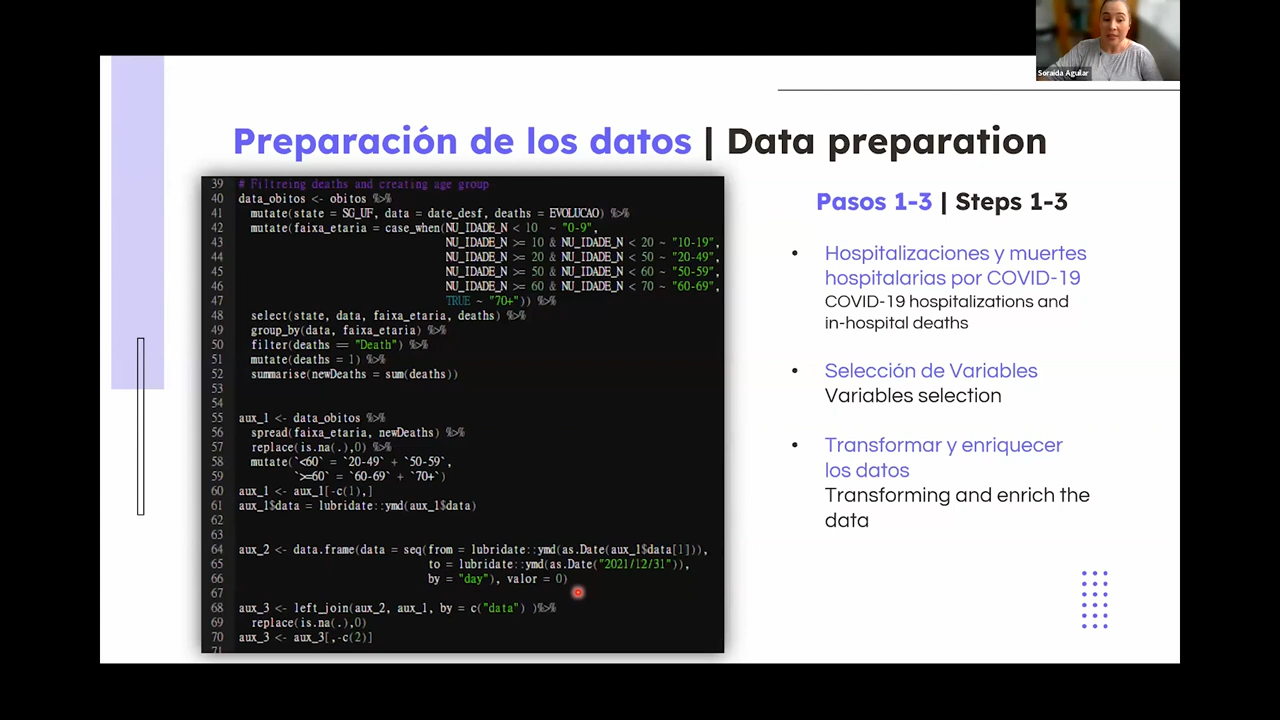 Soraida Aguilar
Preparación de los datos | Data preparation
39 # Filtreing deaths and creating age group
40 data_obitos <- obitos %>%
41 mutate(state = SG_UF, data = date_desf, deaths = EVOLUCAO) %>%
42 mutate(faixa_etaria = case_when(NU_IDADE_N < 10 ~ "0-9",
43 NU_IDADE_N >= 10 & NU_IDADE_N < 20 ~ "10-19",
44 NU_IDADE_N >= 20 & NU_IDADE_N < 50 ~ "20-49",
45 NU_IDADE_N >= 50 & NU_IDADE_N < 60 ~ "50-59",
46 NU_IDADE_N >= 60 & NU_IDADE_N < 70 ~ "60-69",
47 TRUE ~ "70+")) %>%
48 select(state, data, faixa_etaria, deaths) %>%
49 group_by(data, faixa_etaria) %>%
50 filter(deaths == "Death") %>%
51 mutate(deaths = 1) %>%
52 summarise(newDeaths = sum(deaths))
53
54
55 aux_1 <- data_obitos %>%
56 spread(faixa_etaria, newDeaths) %>%
57 replace(is.na(.),0) %>%
58 mutate(`<60` = `20-49` + `50-59`,
59 `>=60` = `60-69` + `70+`)
60 aux_1 <- aux_1[-c(1),]
61 aux_1$data = lubridate::ymd(aux_1$data)
62
63
64 aux_2 <- data.frame(data = seq(from = lubridate::ymd(as.Date(aux_1$data[1])),
65 to = lubridate::ymd(as.Date("2021/12/31")),
66 by = "day"), valor = 0)
67
68 aux_3 <- left_join(aux_2, aux_1, by = c("data") )%>%
69 replace(is.na(.),0)
70 aux_3 <- aux_3[,-c(2)]
71
Pasos 1-3 | Steps 1-3
• Hospitalizaciones y muertes
hospitalarias por COVID-19
COVID-19 hospitalizations and
in-hospital deaths
• Selección de Variables
Variables selection
• Transformar y enriquecer
los datos
Transforming and enrich the
data